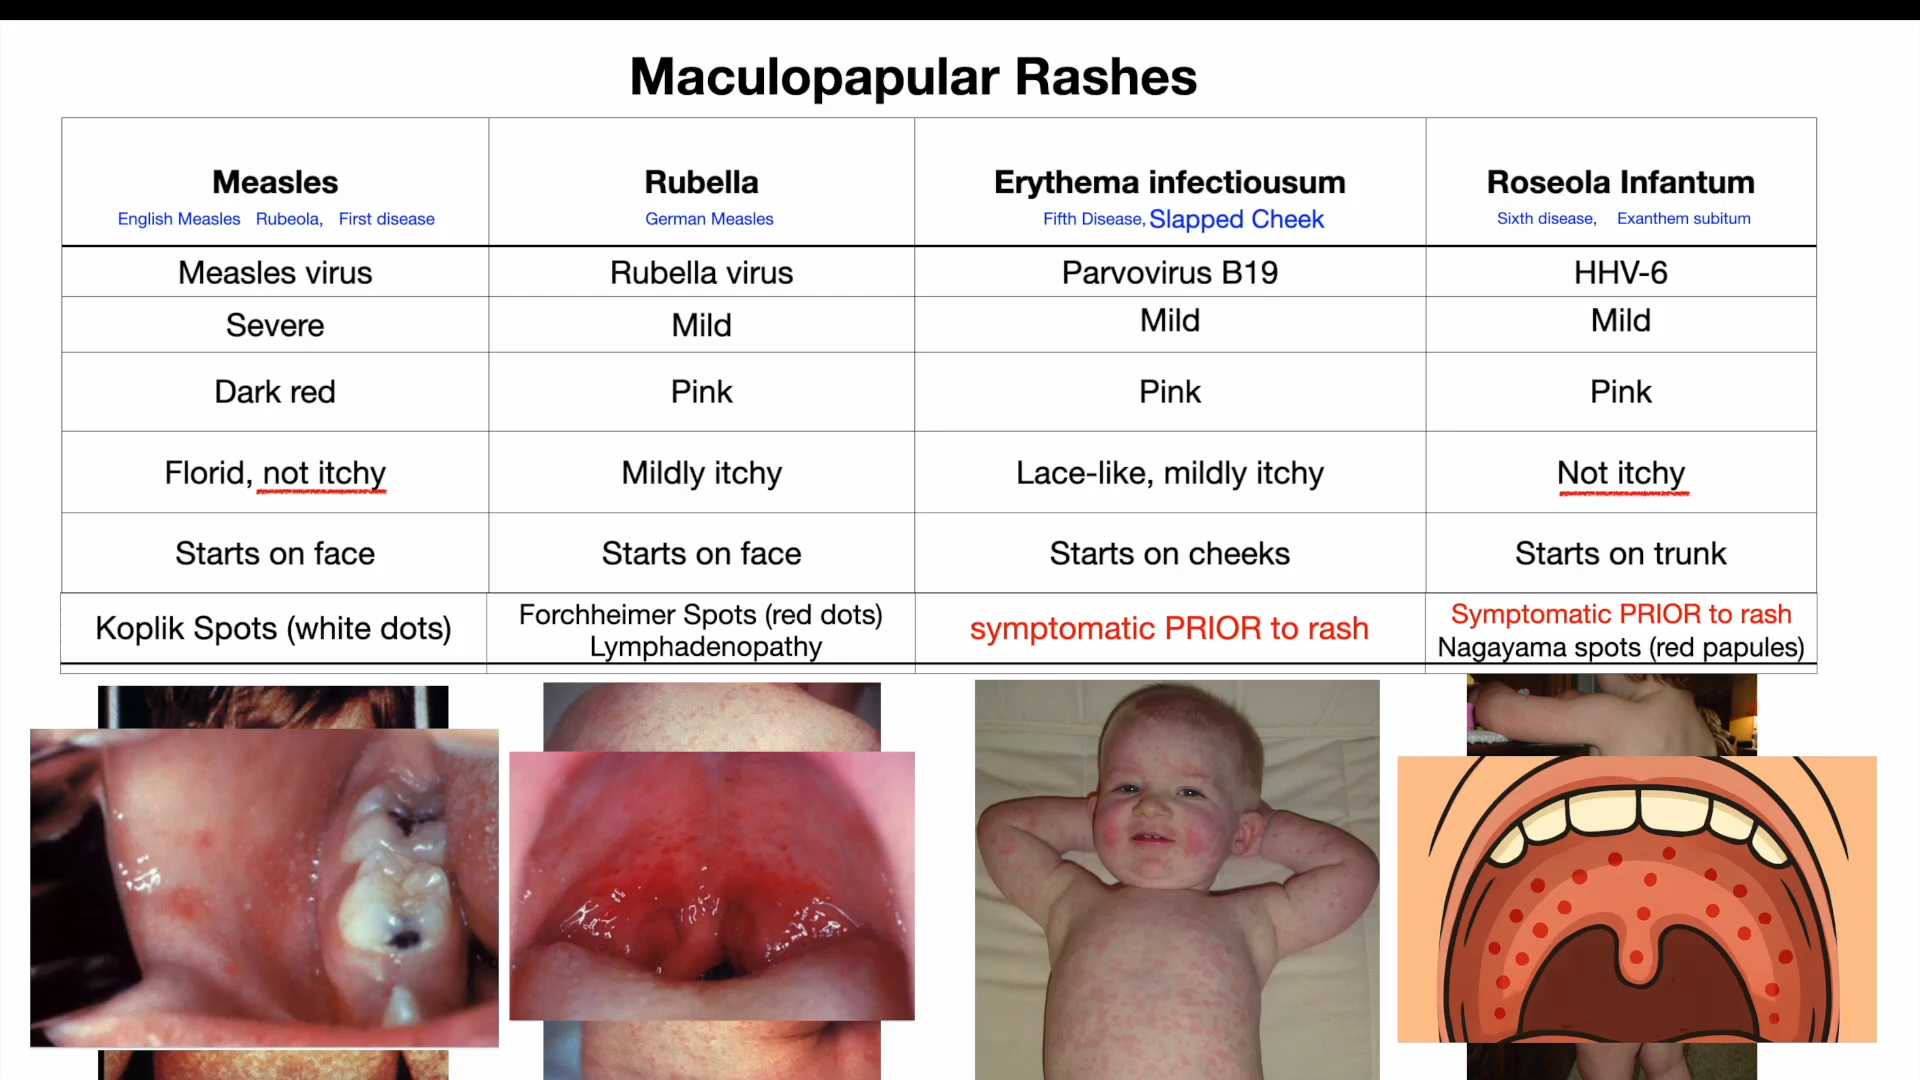 Maculopapular Rashes
Measles Rubella Erythema infectiousum Roseola Infantum
English Measles Rubeola, First disease German Measles Fifth Disease, Slapped Cheek Sixth disease, Exanthem subitum
Measles virus Rubella virus Parvovirus B19 HHV-6
Severe Mild Mild Mild
Dark red Pink Pink Pink
Florid, not itchy Mildly itchy Lace-like, mildly itchy Not itchy
Starts on face Starts on face Starts on cheeks Starts on trunk
Koplik Spots (white dots) Forchheimer Spots (red dots) symptomatic PRIOR to rash Symptomatic PRIOR to rash
Lymphadenopathy Nagayama spots (red papules)